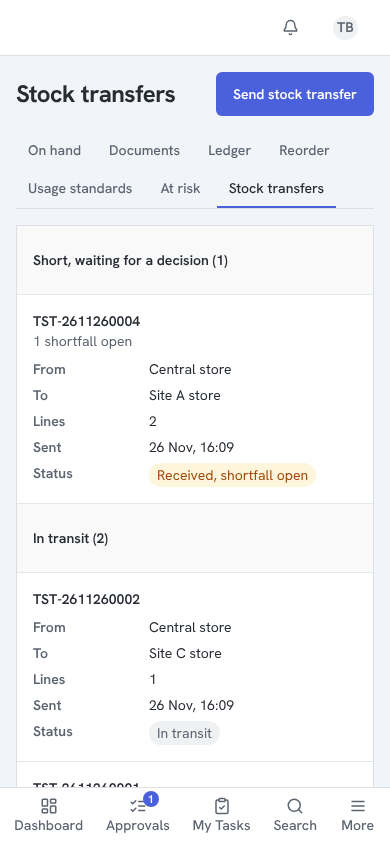 TB
Stock transfers
Send stock transfer
On hand Documents Ledger Reorder
Usage standards At risk Stock transfers
Short, waiting for a decision (1)
TST-2611260004
1 shortfall open
From Central store
To Site A store
Lines 2
Sent 26 Nov, 16:09
Status Received, shortfall open
In transit (2)
TST-2611260002
From Central store
To Site C store
Lines 1
Sent 26 Nov, 16:09
Status In transit
1
Dashboard Approvals My Tasks Search More